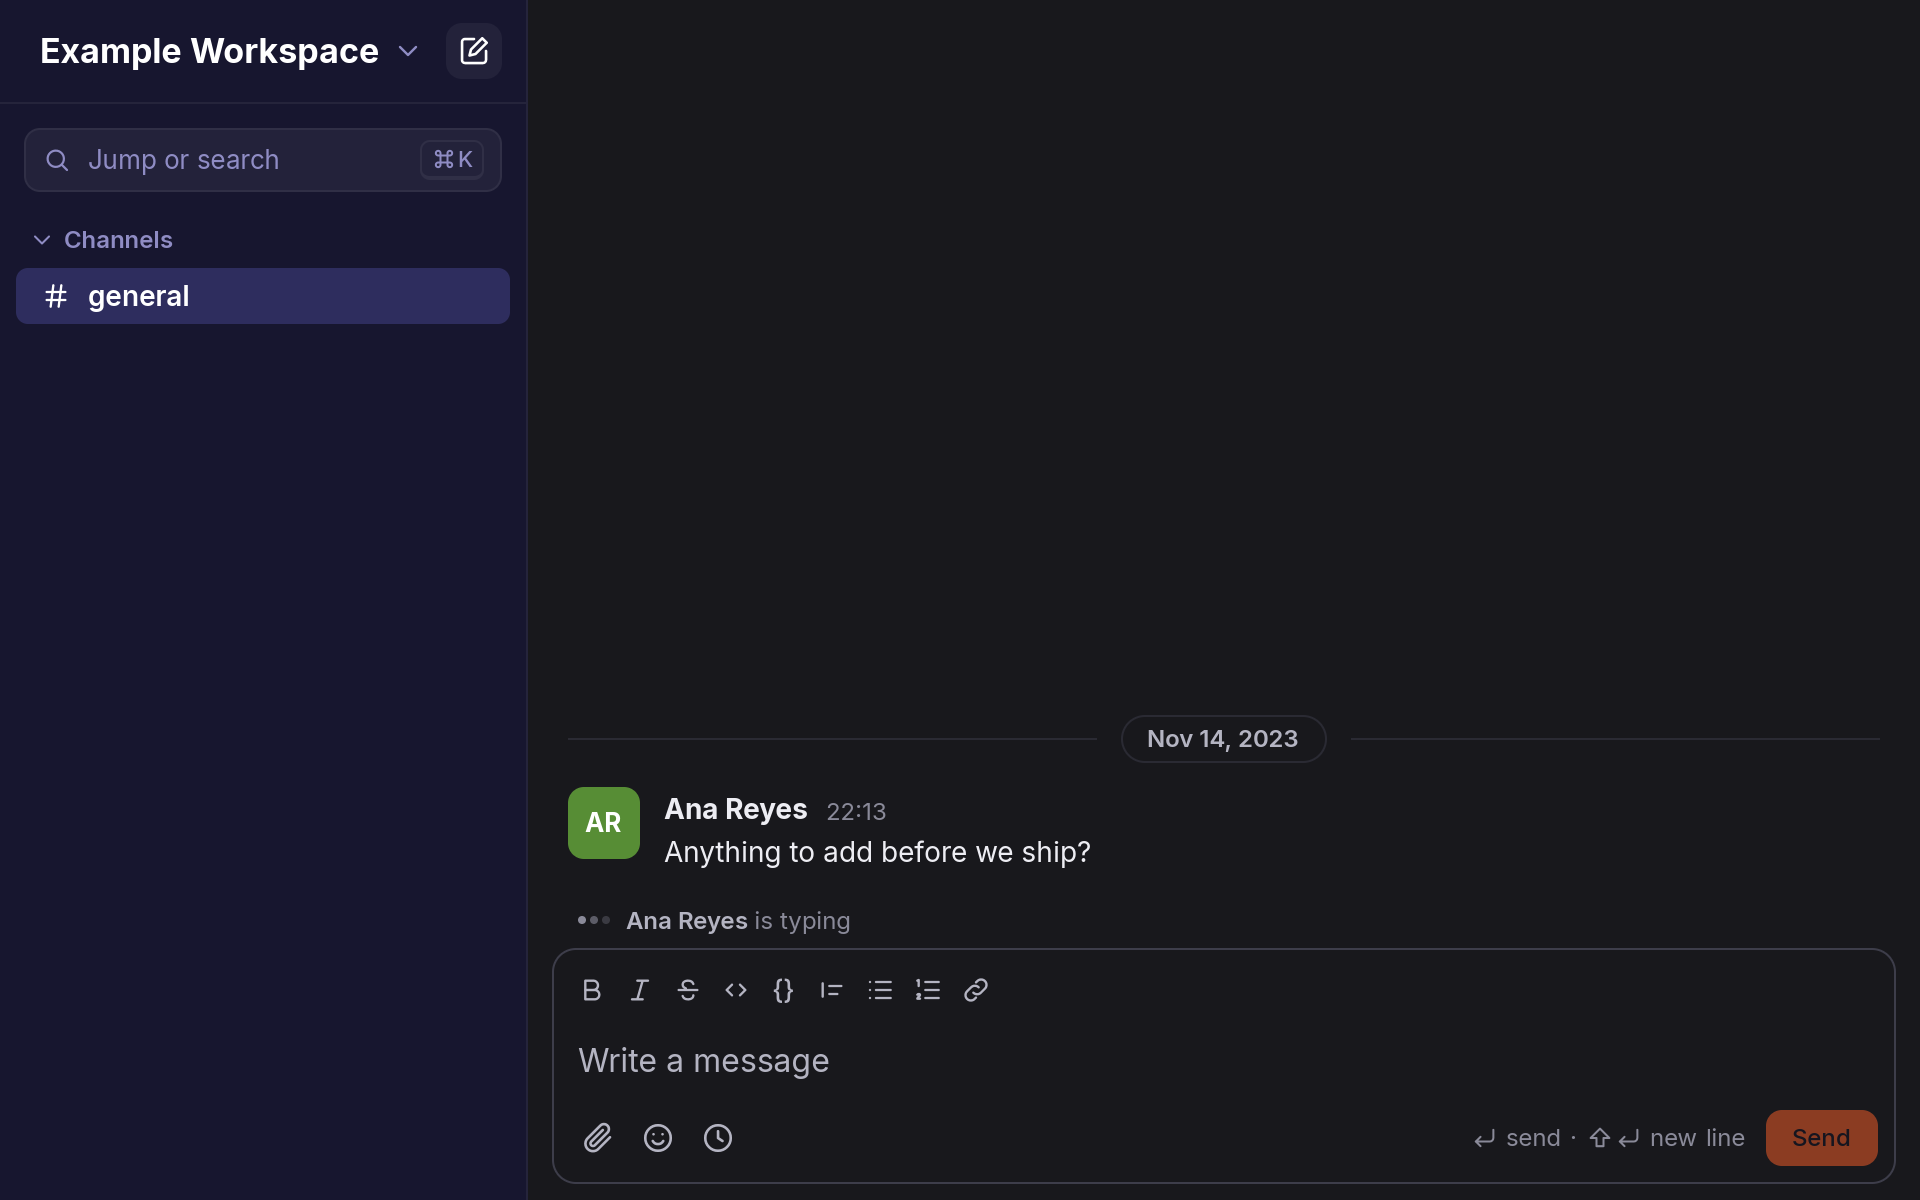 Example Workspace
Jump or search ⌘K
Channels
# general
Nov 14, 2023
AR
Ana Reyes 22:13
Anything to add before we ship?
Ana Reyes is typing
Write a message
send · new line
Send